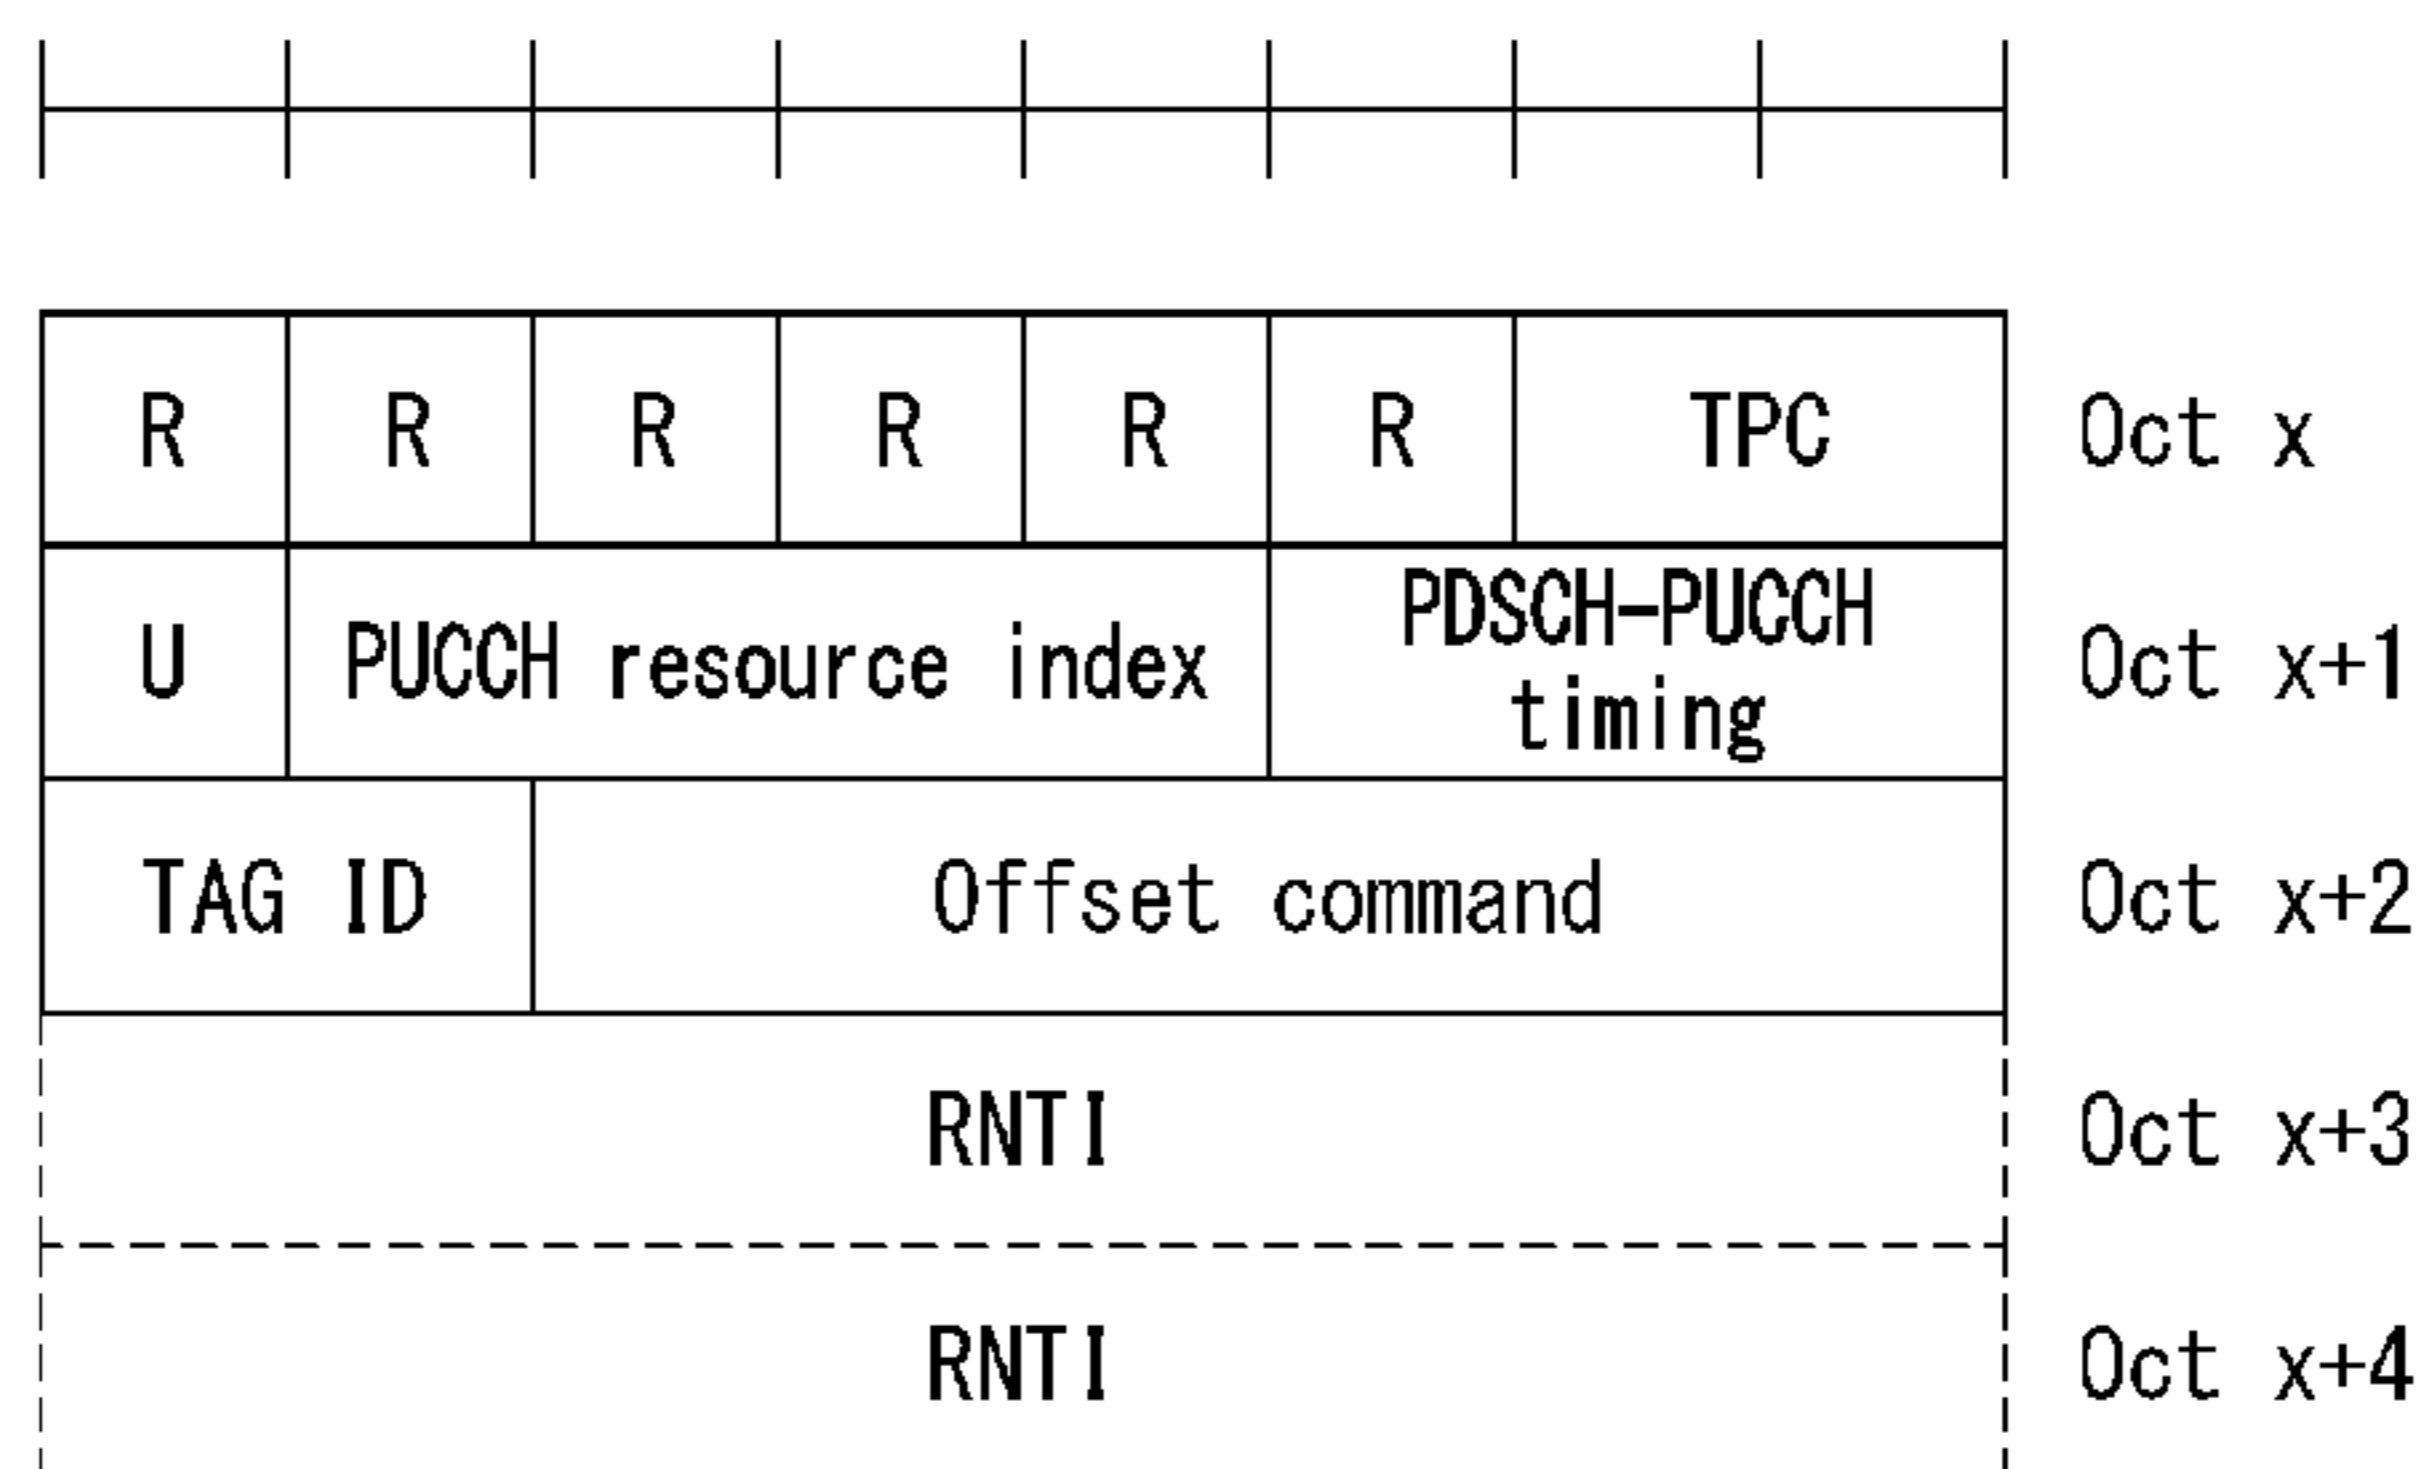 R R R R R R TPC Oct x
U PUCCH resource index PDSCH-PUCCH timing Oct x+1
TAG ID Offset command Oct x+2
RNTI Oct x+3
RNTI Oct x+4